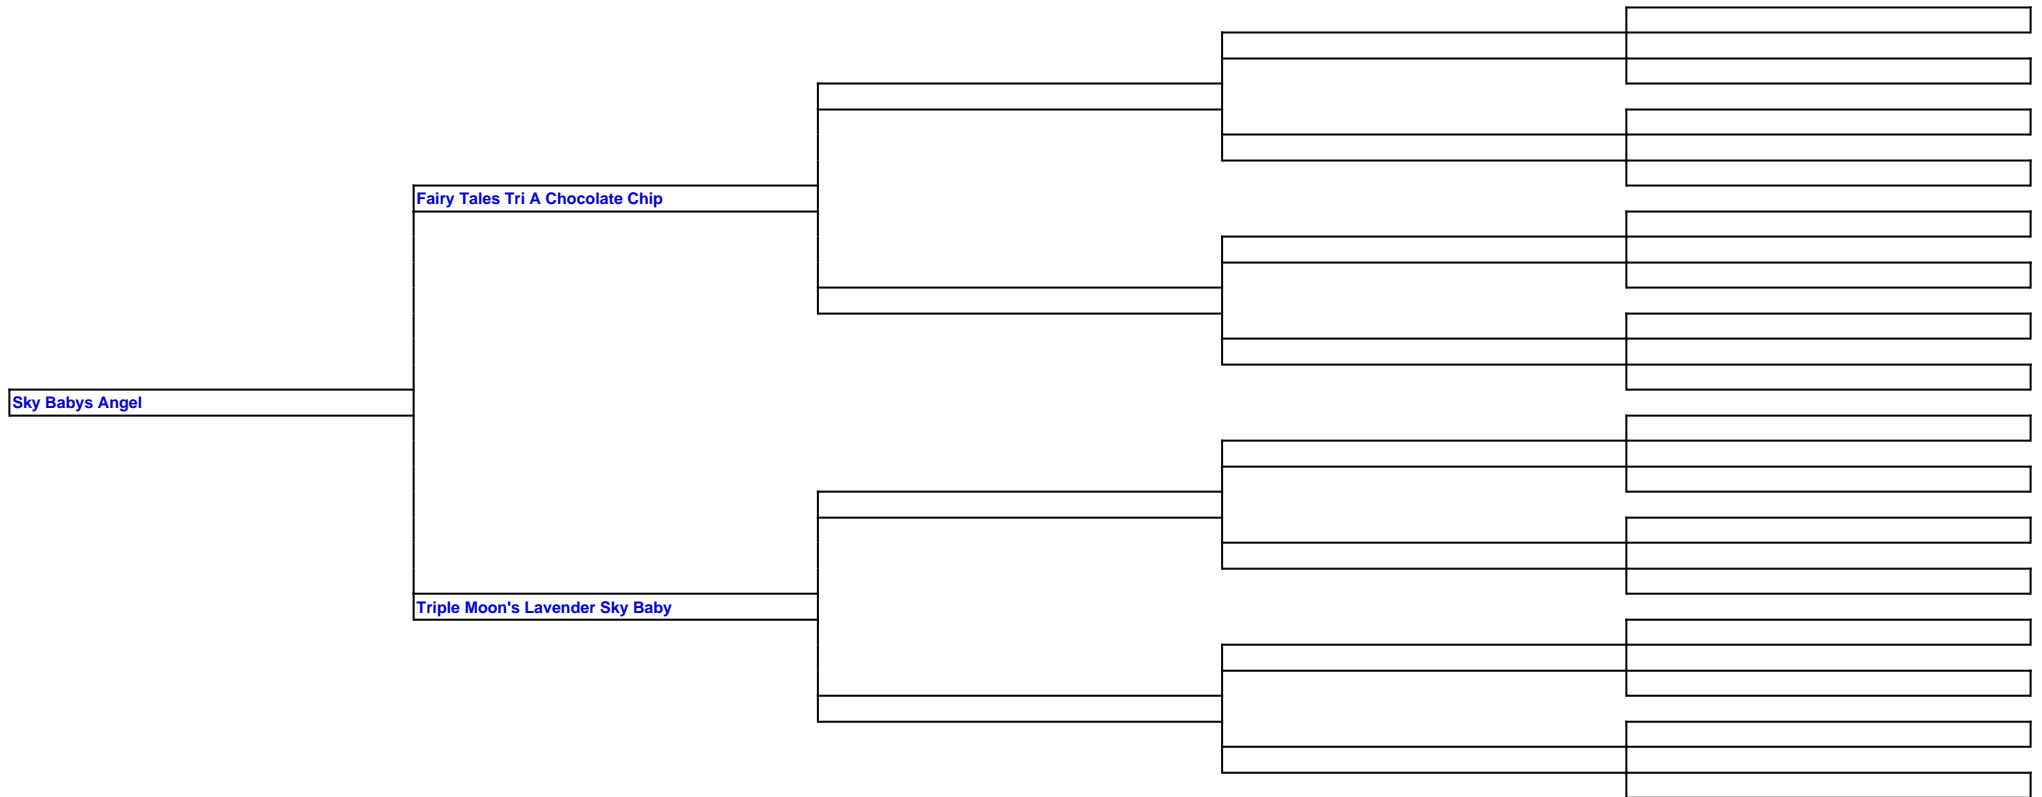 Fairy Tales Tri A Chocolate Chip
Sky Babys Angel
Triple Moon's Lavender Sky Baby